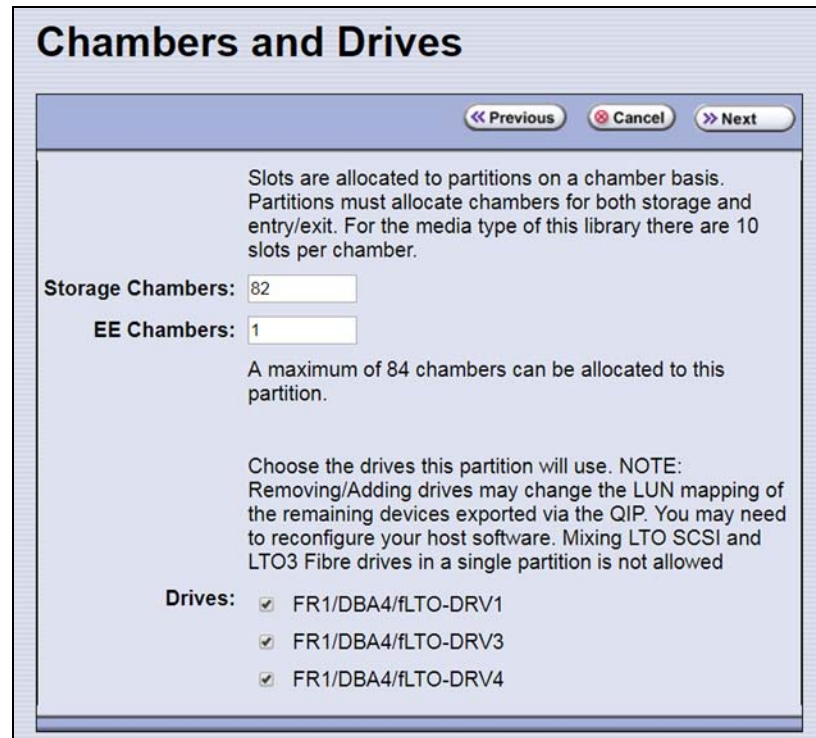 Chambers and Drives
Previous Cancel Next
Slots are allocated to partitions on a chamber basis.
Partitions must allocate chambers for both storage and
entry/exit. For the media type of this library there are 10
slots per chamber.
Storage Chambers: 82
EE Chambers: 1
A maximum of 84 chambers can be allocated to this
partition.
Choose the drives this partition will use. NOTE:
Removing/Adding drives may change the LUN mapping of
the remaining devices exported via the QIP. You may need
to reconfigure your host software. Mixing LTO SCSI and
LTO3 Fibre drives in a single partition is not allowed
Drives: FR1/DBA4/fLTO-DRV1
FR1/DBA4/fLTO-DRV3
FR1/DBA4/fLTO-DRV4